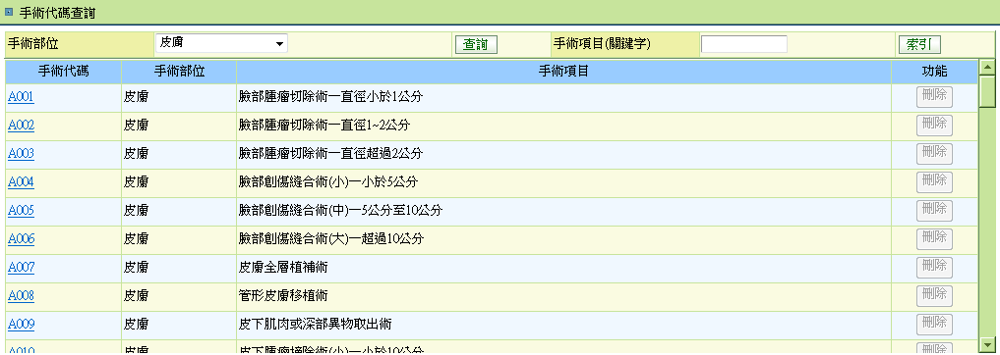 手術代碼查詢
手術部位 皮膚 查詢 手術項目(關鍵字) 索引
手術代碼 手術部位 手術項目 功能
A001 皮膚 臉部腫瘤切除術一直徑小於1公分 刪除
A002 皮膚 臉部腫瘤切除術一直徑1~2公分 刪除
A003 皮膚 臉部腫瘤切除術一直徑超過2公分 刪除
A004 皮膚 臉部創傷縫合術(小)一小於5公分 刪除
A005 皮膚 臉部創傷縫合術(中)一5公分至10公分 刪除
A006 皮膚 臉部創傷縫合術(大)一超過10公分 刪除
A007 皮膚 皮膚全層植補術 刪除
A008 皮膚 管形皮膚移植術 刪除
A009 皮膚 皮下肌肉或深部異物取出術 刪除
A010 皮膚 皮下腫瘤摘除術(小)一小於10公分